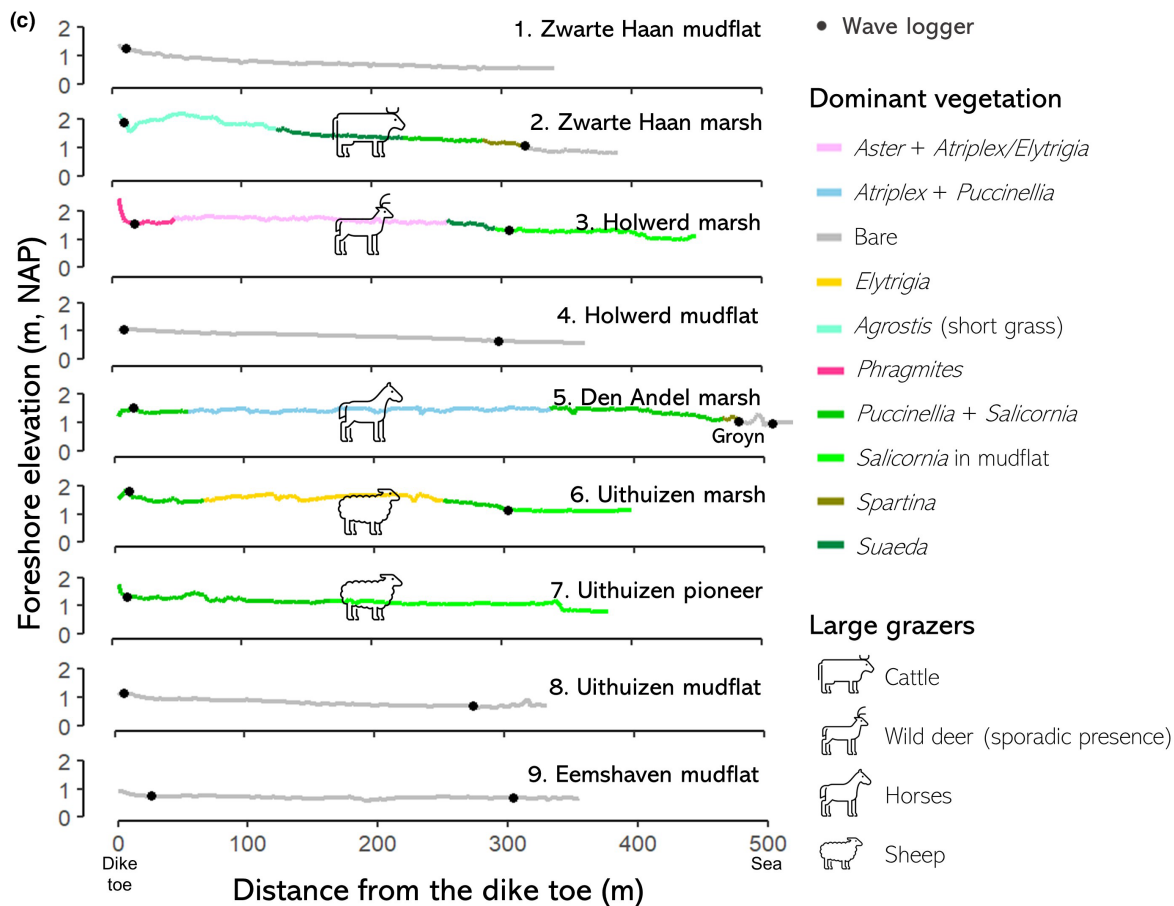 (c)
Foreshore elevation (m, NAP)
2
1
0
1. Zwarte Haan mudflat
2
1
0
2. Zwarte Haan marsh
2
1
0
3. Holwerd marsh
2
1
0
4. Holwerd mudflat
2
1
0
5. Den Andel marsh
Groyn
2
1
0
6. Uithuizen marsh
2
1
0
7. Uithuizen pioneer
2
1
0
8. Uithuizen mudflat
2
1
0
9. Eemshaven mudflat
0 100 200 300 400 500
Dike
toe
Sea
Distance from the dike toe (m)
Wave logger
Dominant vegetation
Aster + Atriplex/Elytrigia
Atriplex + Puccinellia
Bare
Elytrigia
Agrostis (short grass)
Phragmites
Puccinellia + Salicornia
Salicornia in mudflat
Spartina
Suaeda
Large grazers
Cattle
Wild deer (sporadic presence)
Horses
Sheep